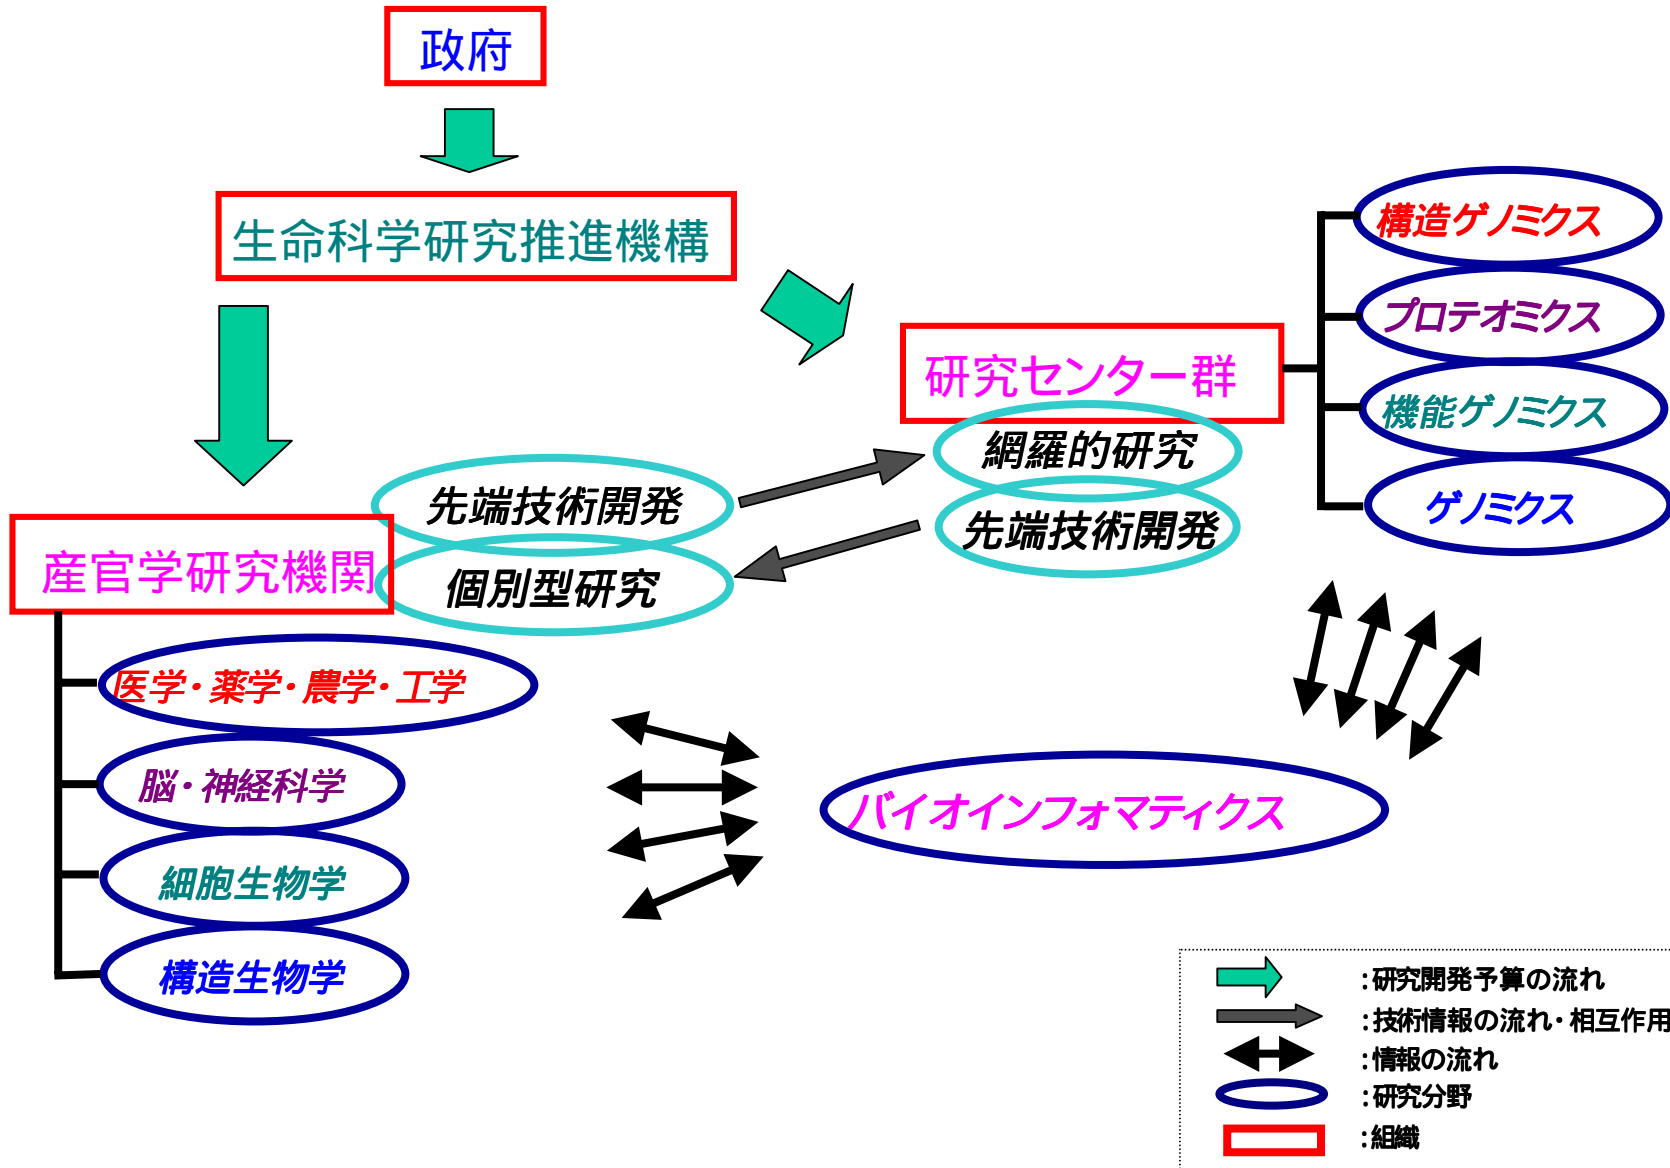 政府
生命科学研究推進機構
構造ゲノミクス
プロテオミクス
研究センター群
機能ゲノミクス
網羅的研究
ゲノミクス
先端技術開発
先端技術開発
産官学研究機関
個別型研究
医学・薬学・農学・工学
脳・神経科学
バイオインフォマティクス
細胞生物学
構造生物学
:研究開発予算の流れ
:技術情報の流れ・相互作用
:情報の流れ
:研究分野
:組織